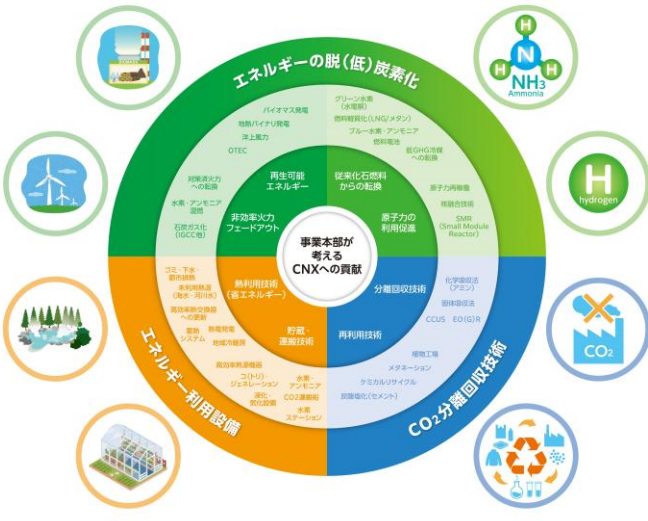 エネルギーの脱(低)炭素化
バイオマス発電
地熱バイナリ発電
洋上風力
OTEC
再生可能
エネルギー
対策済火力
への転換
水素・アンモニア
混焼
石炭ガス化
(IGCC他)
非効率火力
フェードアウト
グリーン水素
(水電解)
燃料軽質化(LNG/メタン)
ブルー水素・アンモニア
燃料電池
低GHG冷媒
への転換
従来化石燃料
からの転換
原子力再稼働
核融合技術
SMR
(Small Module
Reactor)
原子力の
利用促進
事業本部が
考える
CNXへの貢献
熱利用技術
(省エネルギー)
ゴミ・下水・
都市排熱
未利用熱源
(海水・河川水)
高効率熱交換器
への更新
蓄熱
システム
熱電発電
地域冷暖房
貯蔵・
運搬技術
高効率熱源機器
コ(トリ)・
ジェネレーション
液化・
気化設備
水素・
アンモニア
CO2運搬船
水素
ステーション
エネルギー利用設備
分離回収技術
化学吸収法
(アミン)
固体吸収法
CCUS EO(G)R
再利用技術
植物工場
メタネーション
ケミカルリサイクル
炭酸塩化(セメント)
CO₂分離回収技術
H
H
N
H
NH₃
Ammonia
H
hydrogen
CO₂